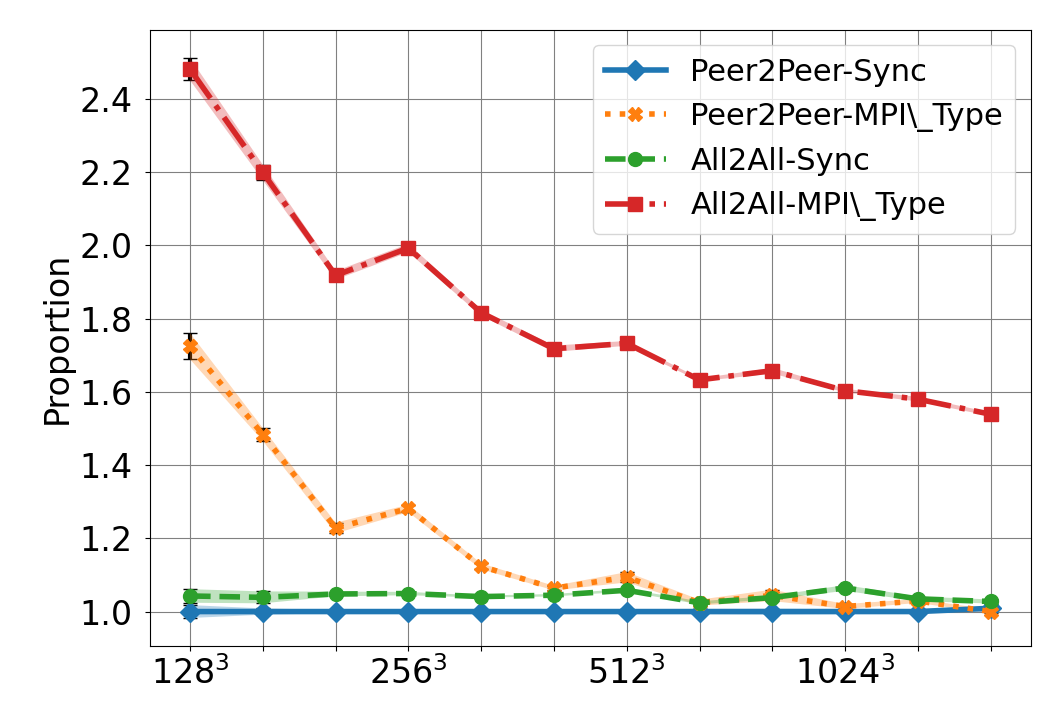 Peer2Peer-Sync
Peer2Peer-MPI\_Type
All2All-Sync
All2All-MPI\_Type
Proportion
2.4
2.2
2.0
1.8
1.6
1.4
1.2
1.0
128³ 256³ 512³ 1024³